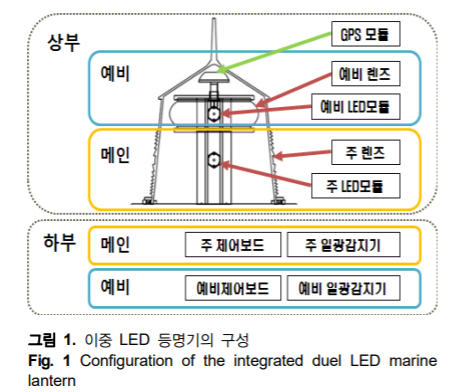 상부
GPS 모듈
예비
예비 렌즈
예비 LED모듈
메인
주 렌즈
주 LED모듈
하부
메인
주 제어보드
주 일광감지기
예비
예비제어보드
예비 일광감지기
그림 1. 이중 LED 등명기의 구성
Fig. 1 Configuration of the integrated duel LED marine
lantern